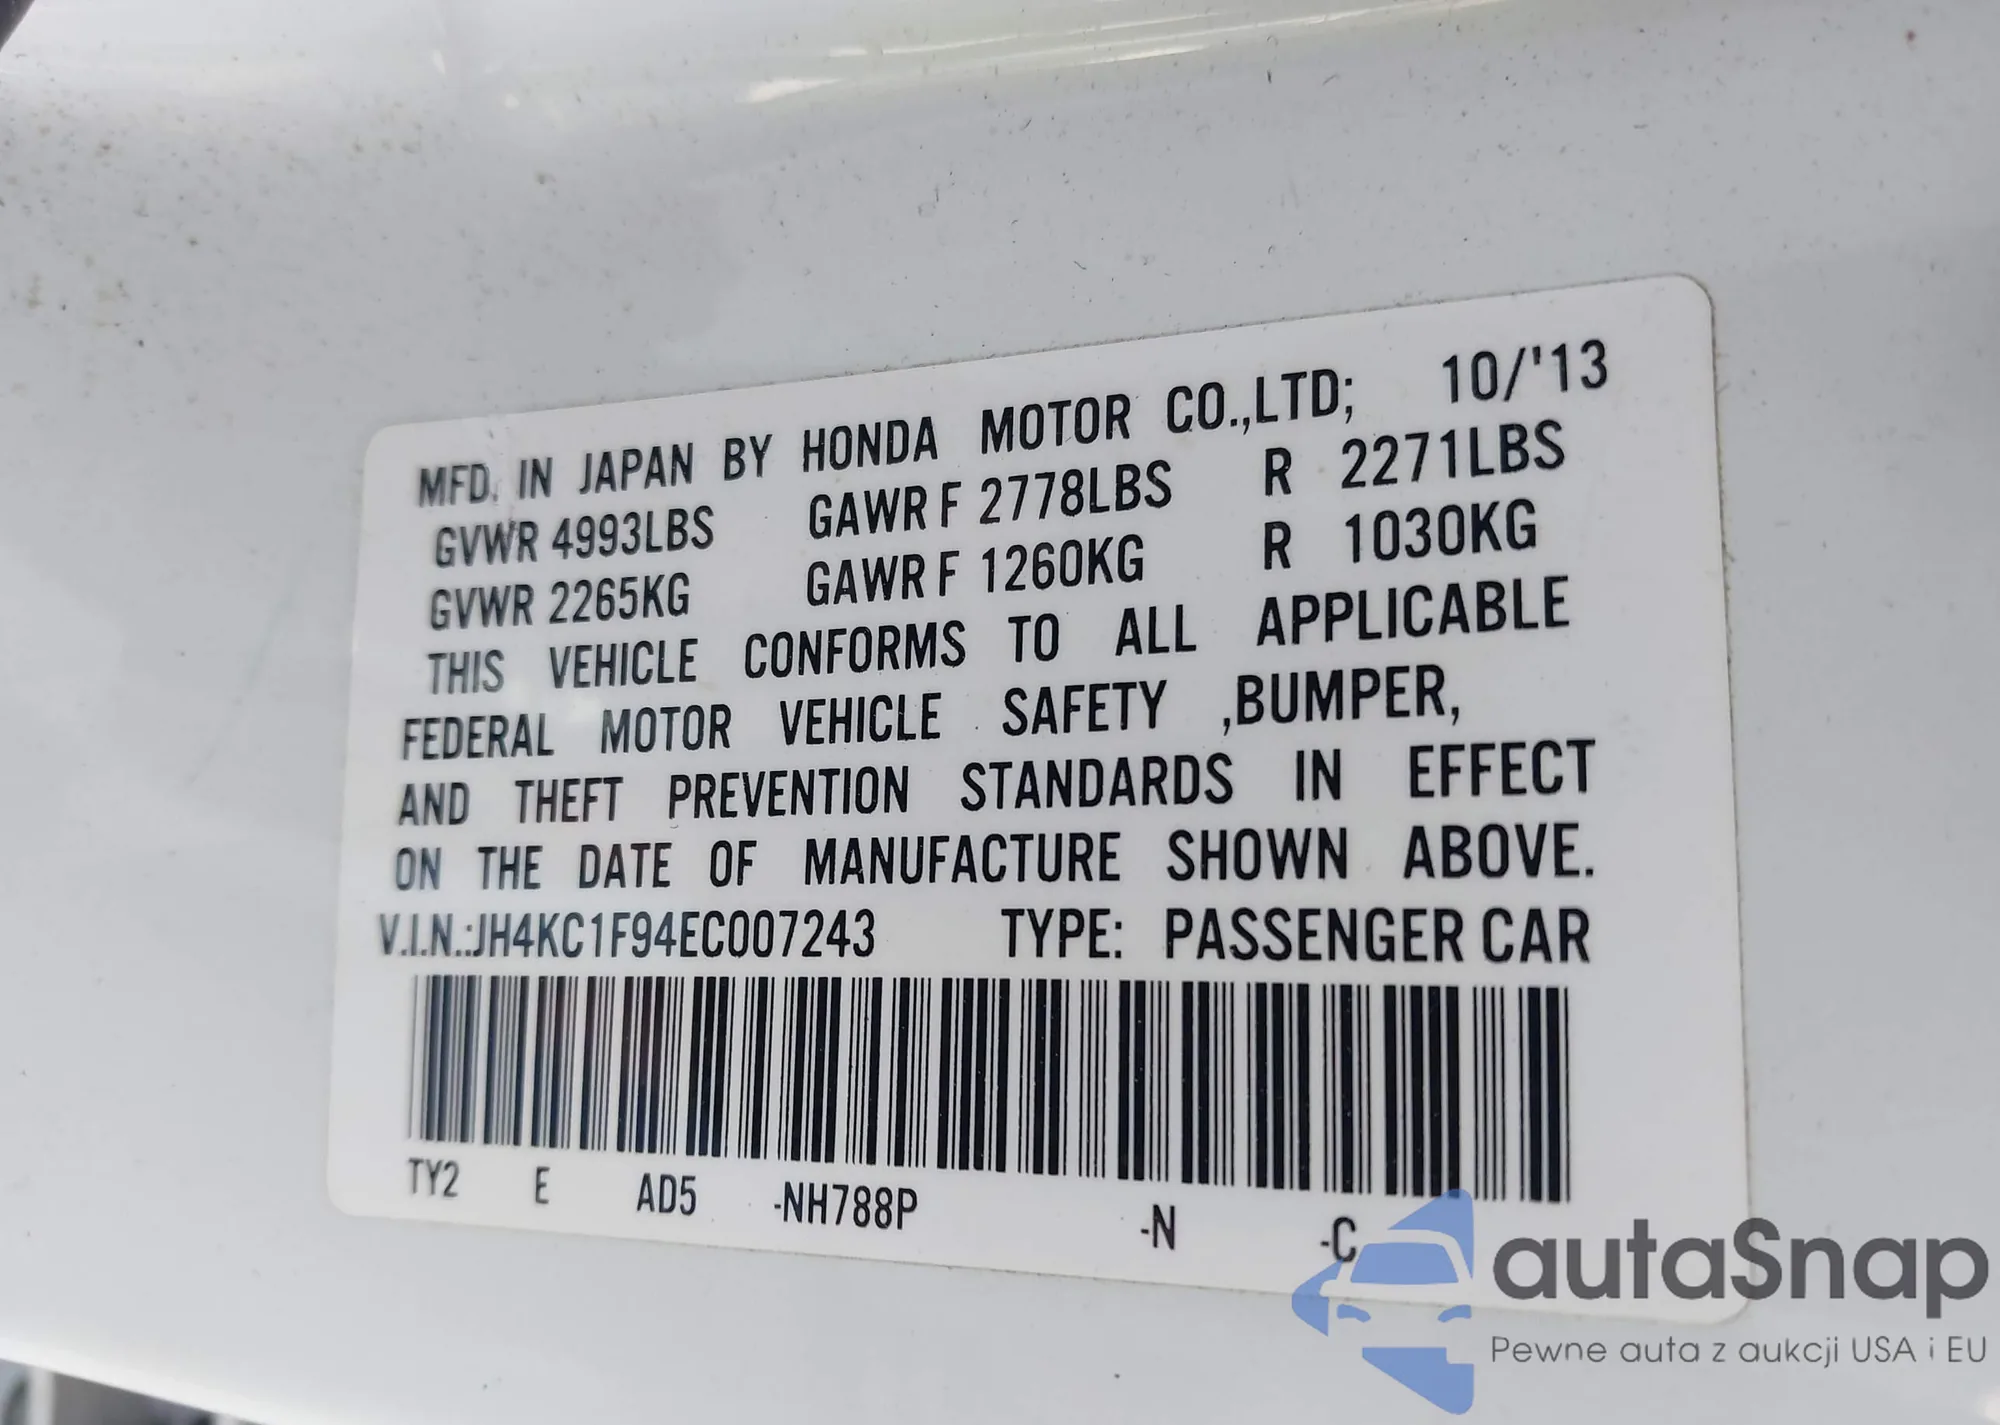 MFD. IN JAPAN BY HONDA MOTOR CO.,LTD; 10/'13
GVWR 4993LBS GAWR F 2778LBS R 2271LBS
GVWR 2265KG GAWR F 1260KG R 1030KG
THIS VEHICLE CONFORMS TO ALL APPLICABLE
FEDERAL MOTOR VEHICLE SAFETY ,BUMPER,
AND THEFT PREVENTION STANDARDS IN EFFECT
ON THE DATE OF MANUFACTURE SHOWN ABOVE.
V.I.N.:JH4KC1F94EC007243 TYPE: PASSENGER CAR
TY2 E AD5 -NH788P -N -C
autaSnap
Pewne auta z aukcji USA i EU